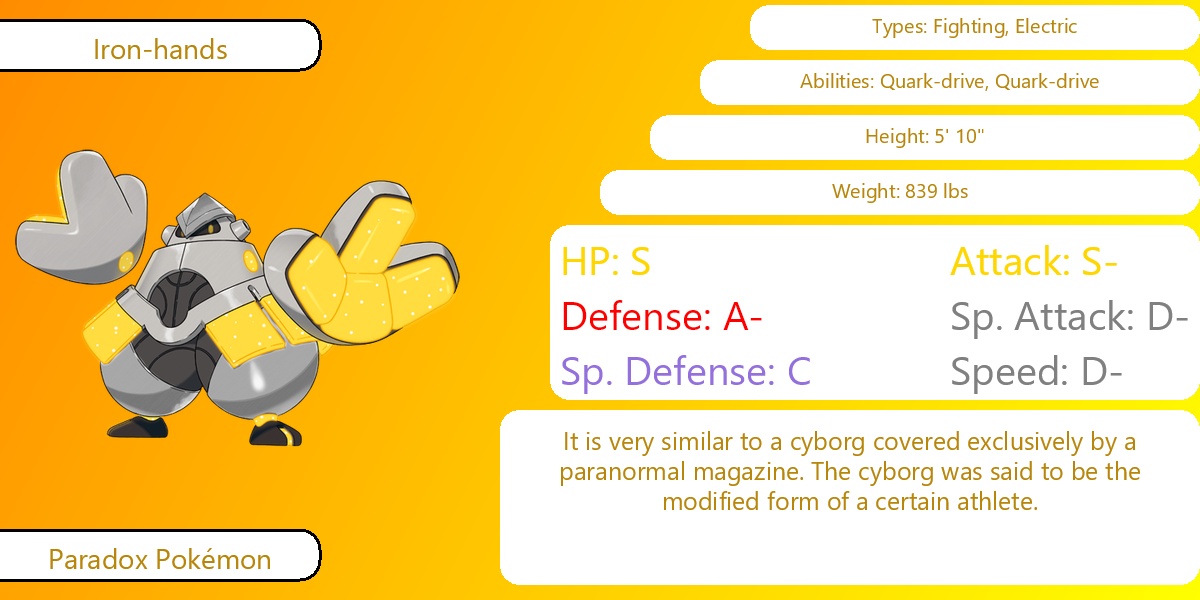 Iron-hands
Types: Fighting, Electric
Abilities: Quark-drive, Quark-drive
Height: 5' 10"
Weight: 839 lbs
HP: S
Attack: S-
Defense: A-
Sp. Attack: D-
Sp. Defense: C
Speed: D-
It is very similar to a cyborg covered exclusively by a
paranormal magazine. The cyborg was said to be the
modified form of a certain athlete.
Paradox Pokémon